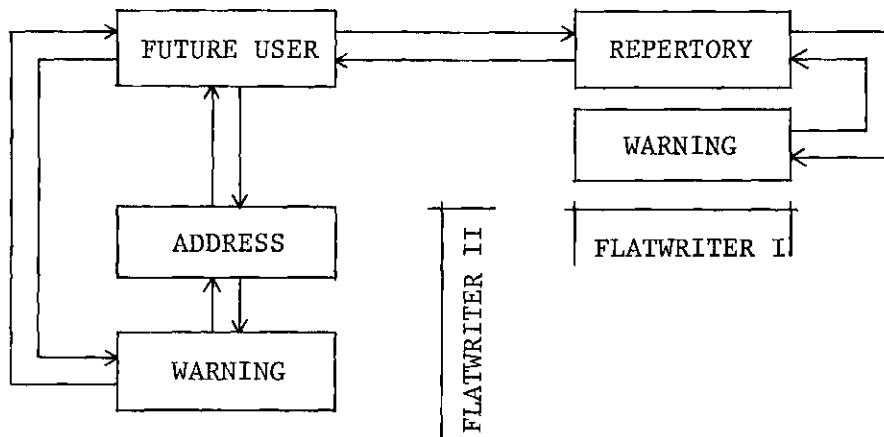 FUTURE USER
REPERTORY
WARNING
ADDRESS
FLATWRITER II
FLATWRITER I
WARNING